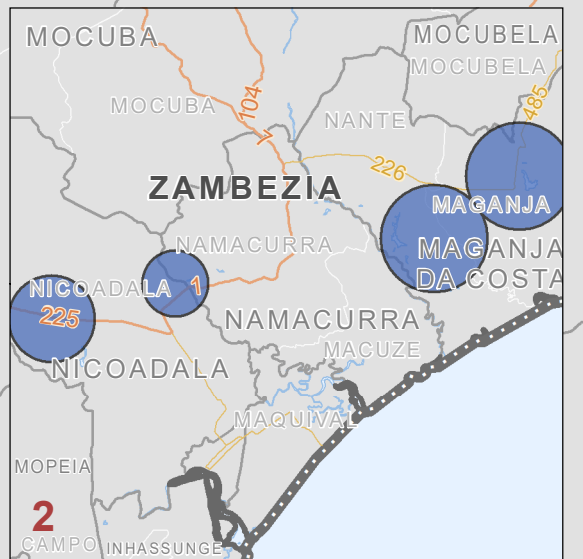 MOCUBA
MOCUBELA
MOCUBELA
MOCUBA
104
485
NANTE
7
226
ZAMBEZIA
MAGANJA
NAMACURRA
MAGANJA
DA COSTA
NICOADALA
1
225
NAMACURRA
MACUZE
NICOADALA
MAQUIVAL
MOPEIA
2
CAMPO
INHASSUNGE